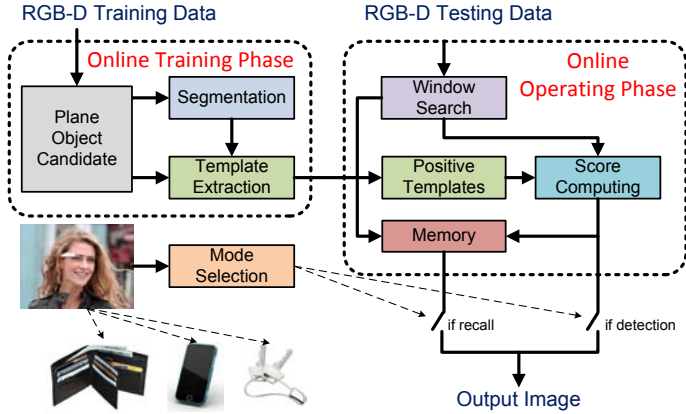 RGB-D Training Data
RGB-D Testing Data
Online Training Phase
Online
Operating Phase
Plane
Object
Candidate
Segmentation
Template
Extraction
Window
Search
Positive
Templates
Score
Computing
Memory
Mode
Selection
if recall
if detection
Output Image